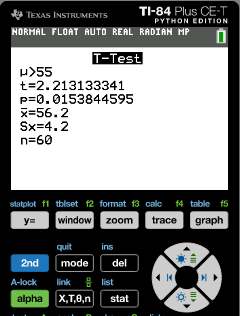 TEXAS INSTRUMENTS TI-84 Plus CE-T
PYTHON EDITION
NORMAL FLOAT AUTO REAL RADIAN MP
T-Test
μ>55
t=2.213133341
p=0.0153844595
x̄=56.2
Sx=4.2
n=60
statplot f1 tblset f2 format f3 calc f4 table f5
y= window zoom trace graph
quit ins
2nd mode del
A-lock link list
alpha X,T,θ,n stat